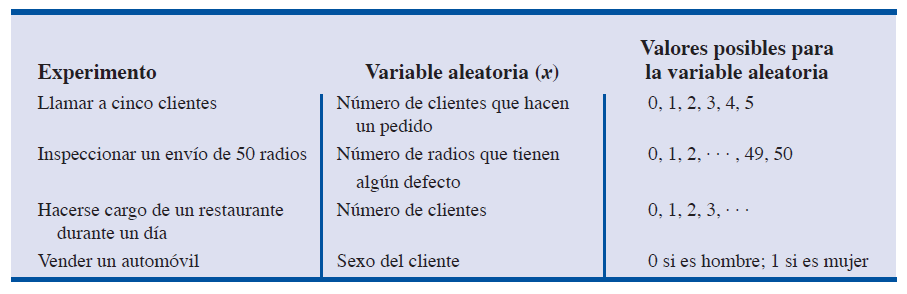 Experimento Variable aleatoria (x) Valores posibles para la variable aleatoria
Llamar a cinco clientes Número de clientes que hacen un pedido 0, 1, 2, 3, 4, 5
Inspeccionar un envío de 50 radios Número de radios que tienen algún defecto 0, 1, 2, · · · , 49, 50
Hacerse cargo de un restaurante durante un día Número de clientes 0, 1, 2, 3, · · ·
Vender un automóvil Sexo del cliente 0 si es hombre; 1 si es mujer